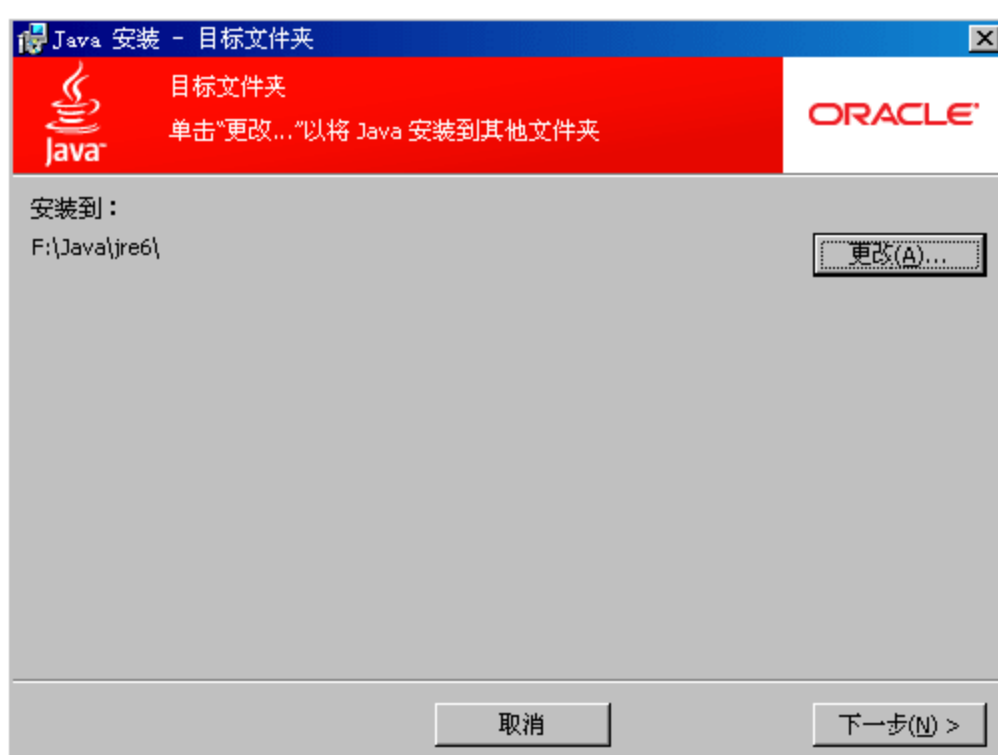 Java 安装 - 目标文件夹
目标文件夹
单击“更改...”以将 Java 安装到其他文件夹
Java
ORACLE
安装到：
F:\Java\jre6\
更改(A)...
取消
下一步(N) >